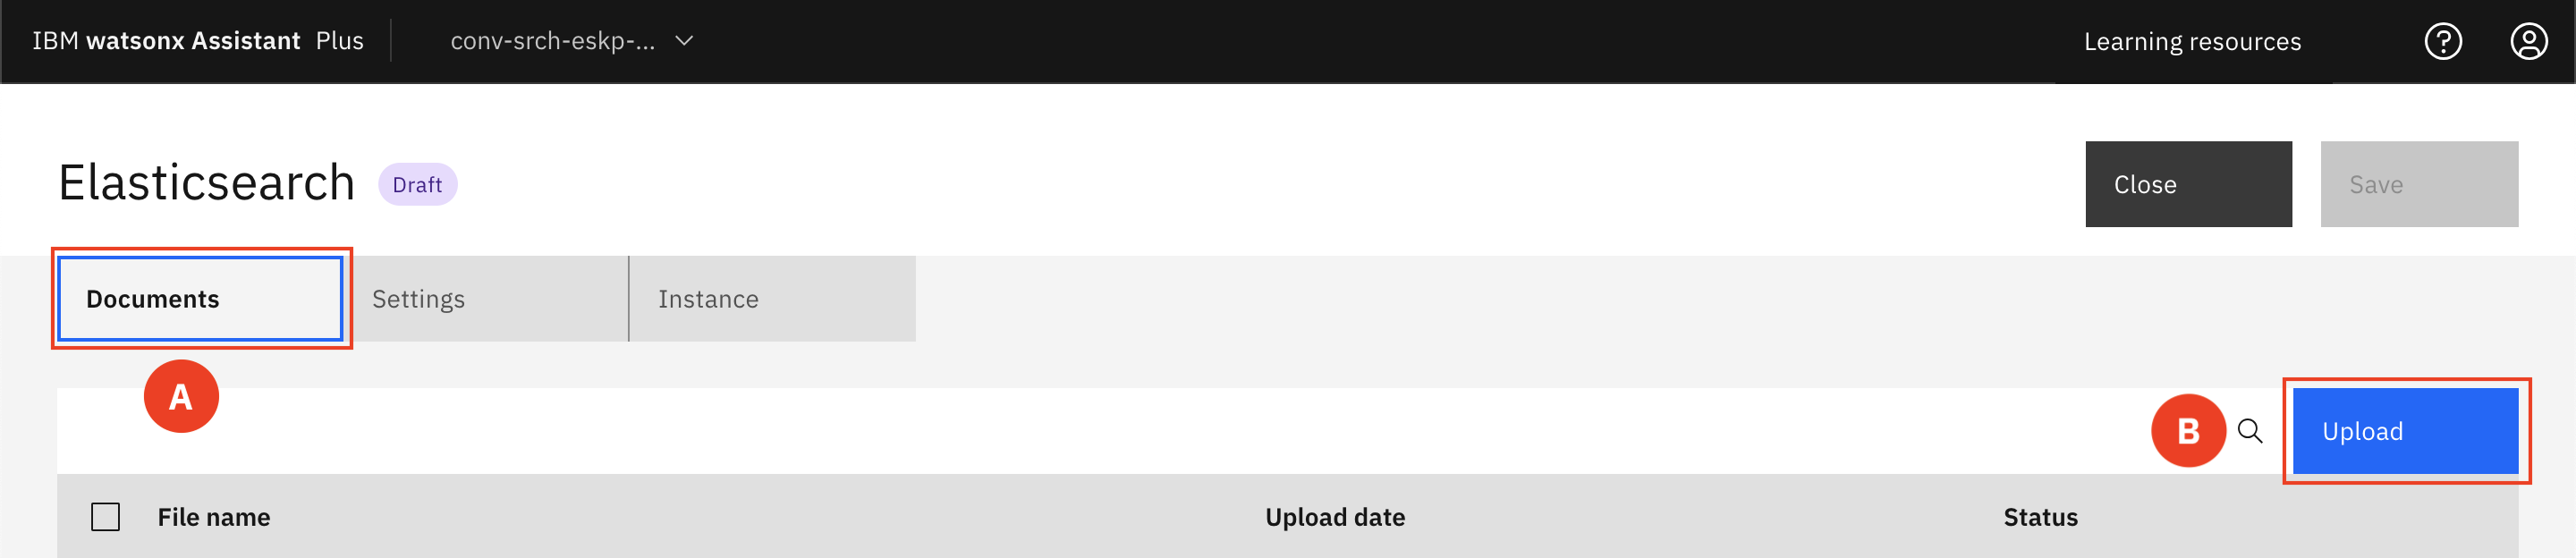 IBM watsonx Assistant Plus conv-srch-eskp-... Learning resources
Elasticsearch Draft Close Save
Documents Settings Instance
A
B Upload
File name Upload date Status